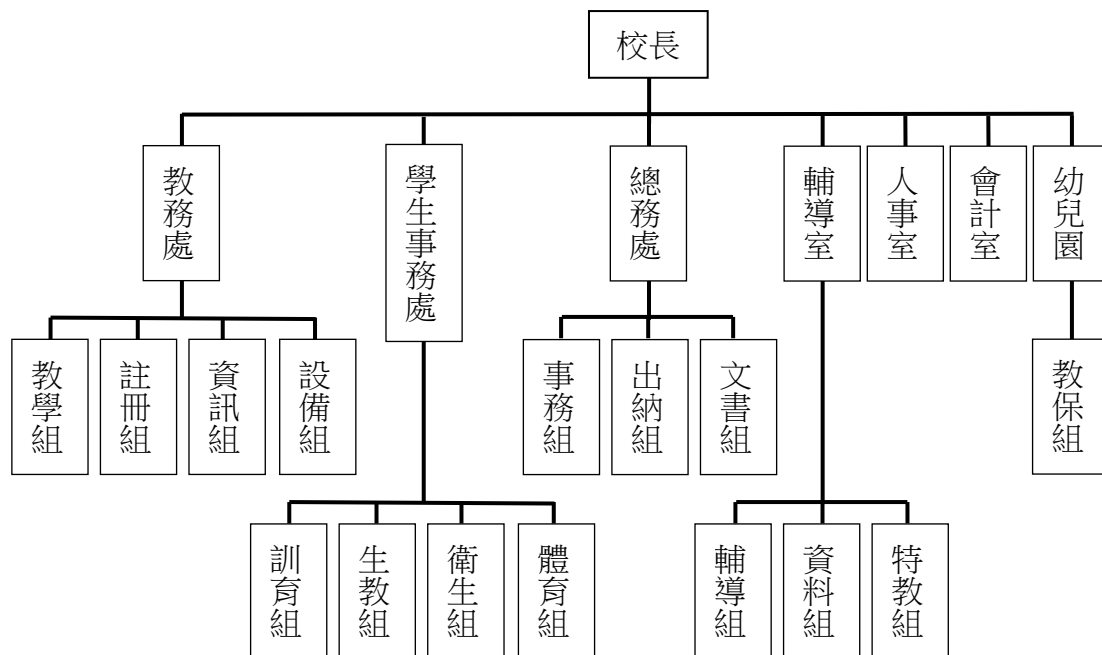 校長
教務處
學生事務處
總務處
輔導室
人事室
會計室
幼兒園
教學組
註冊組
資訊組
設備組
事務組
出納組
文書組
教保組
訓育組
生教組
衛生組
體育組
輔導組
資料組
特教組